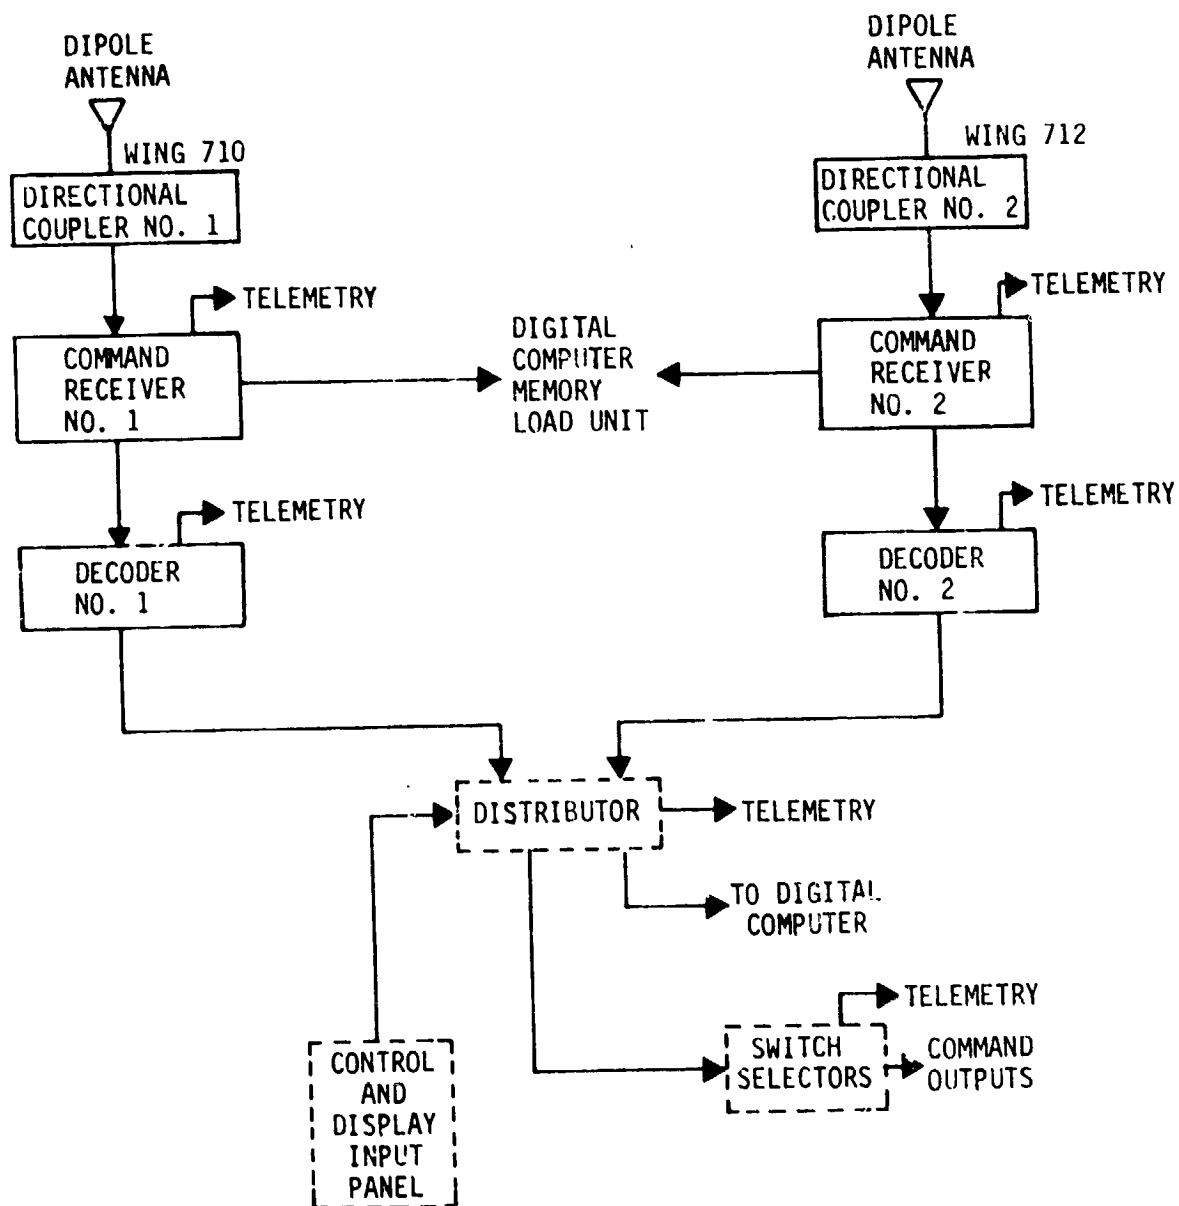 DIPOLE
ANTENNA
WING 710
DIRECTIONAL
COUPLER NO. 1
TELEMETRY
COMMAND
RECEIVER
NO. 1
TELEMETRY
DECODER
NO. 1
DIGITAL
COMPUTER
MEMORY
LOAD UNIT
DIPOLE
ANTENNA
WING 712
DIRECTIONAL
COUPLER NO. 2
TELEMETRY
COMMAND
RECEIVER
NO. 2
TELEMETRY
DECODER
NO. 2
DISTRIBUTOR
TELEMETRY
TO DIGITAL
COMPUTER
TELEMETRY
SWITCH
SELECTORS
COMMAND
OUTPUTS
CONTROL
AND
DISPLAY
INPUT
PANEL